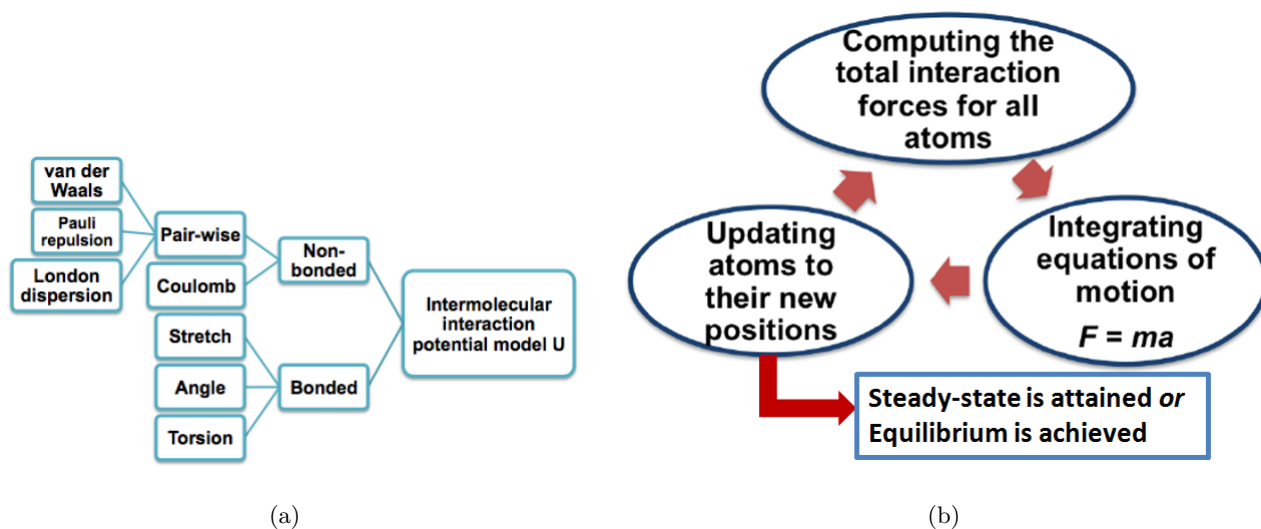 van der
Waals
Pauli
repulsion
London
dispersion
Pair-wise
Coulomb
Stretch
Angle
Torsion
Non-
bonded
Bonded
Intermolecular
interaction
potential model U
(a)
Computing the
total interaction
forces for all
atoms
Integrating
equations of
motion
F = ma
Updating
atoms to
their new
positions
Steady-state is attained or
Equilibrium is achieved
(b)